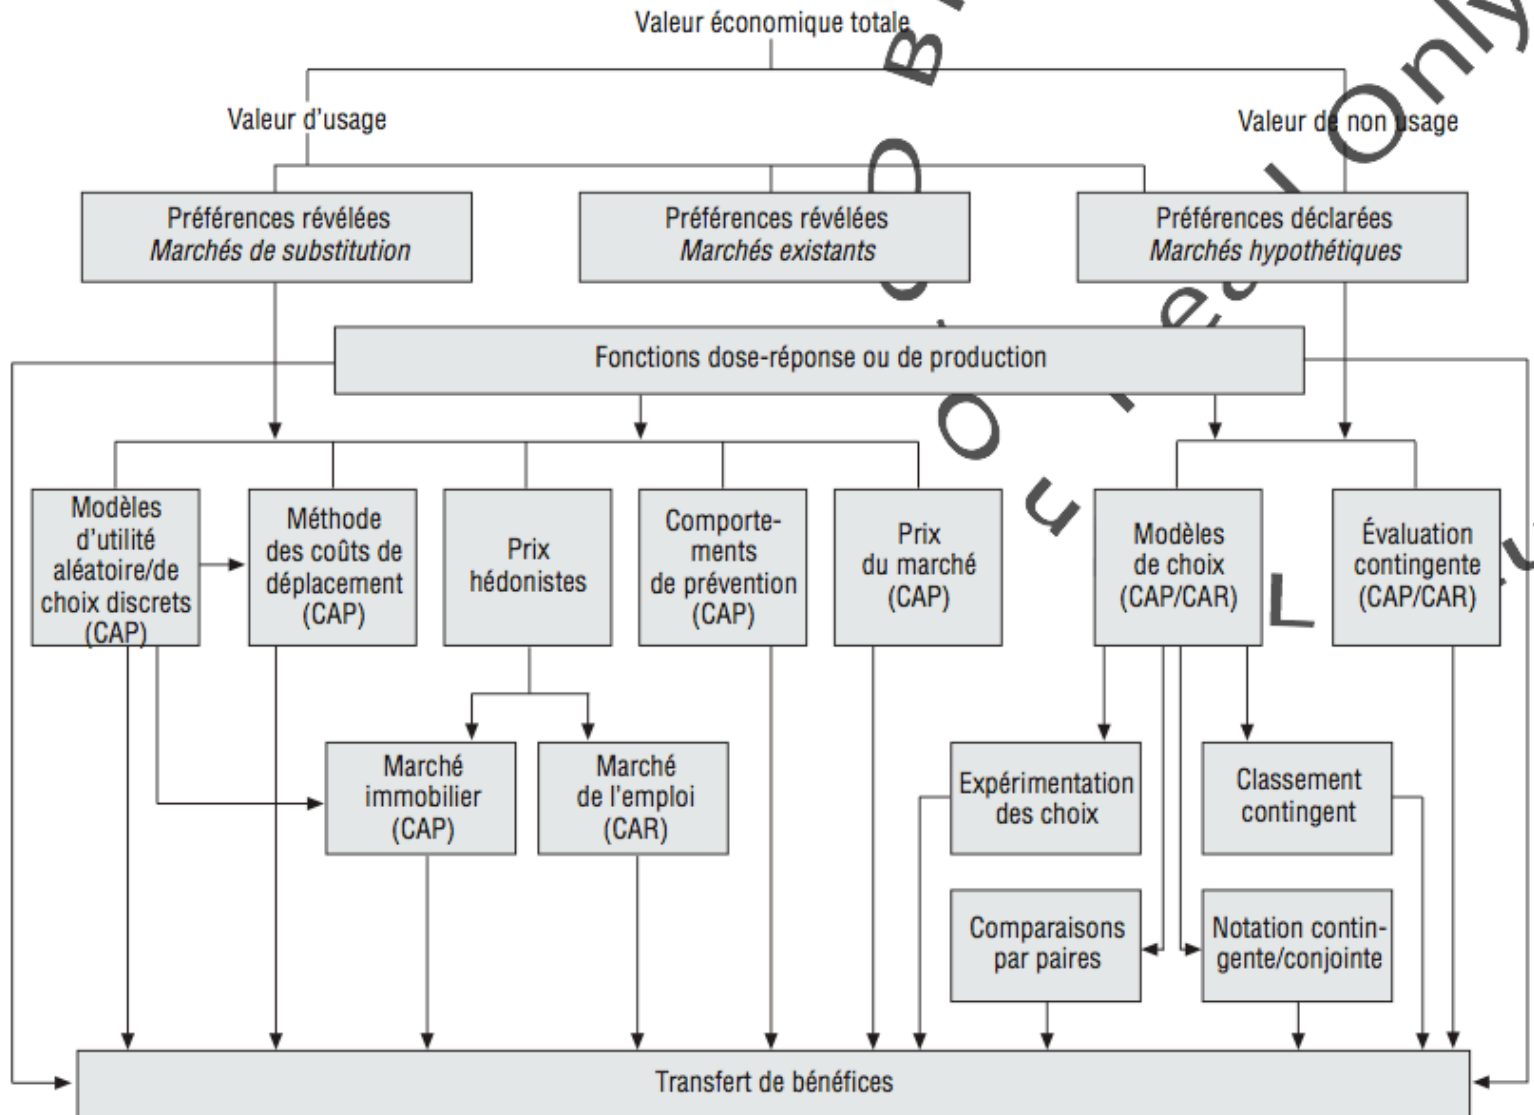 Valeur économique totale
Valeur d'usage
Valeur de non usage
Préférences révélées
Marchés de substitution
Préférences révélées
Marchés existants
Préférences déclarées
Marchés hypothétiques
Fonctions dose-réponse ou de production
Modèles
d'utilité
aléatoire/de
choix discrets
(CAP)
Méthode
des coûts de
déplacement
(CAP)
Prix
hédonistes
Comporte-
ments
de prévention
(CAP)
Prix
du marché
(CAP)
Modèles
de choix
(CAP/CAR)
Évaluation
contingente
(CAP/CAR)
Marché
immobilier
(CAP)
Marché
de l'emploi
(CAR)
Expérimentation
des choix
Classement
contingent
Comparaisons
par paires
Notation contin-
gente/conjointe
Transfert de bénéfices
Only